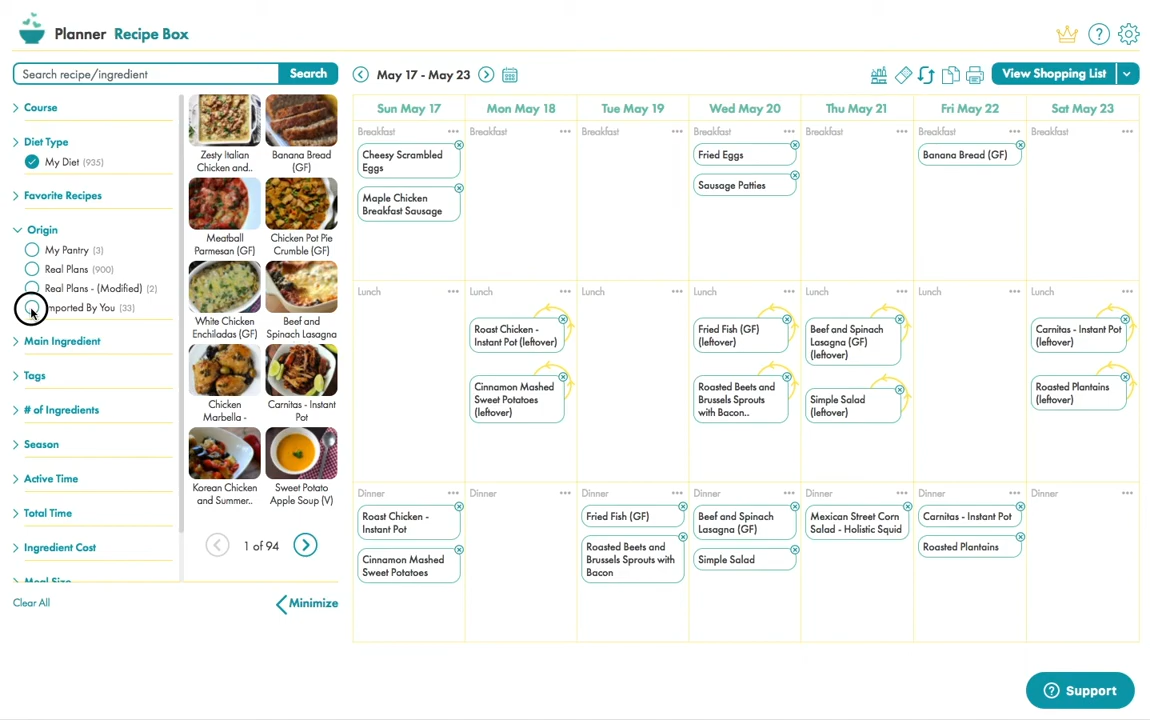 Planner Recipe Box
Search recipe/ingredient
Search
May 17 - May 23
View Shopping List
Course
Diet Type
My Diet (935)
Favorite Recipes
Origin
My Pantry (3)
Real Plans (900)
Real Plans - (Modified) (2)
mported By You (33)
Main Ingredient
Tags
# of Ingredients
Season
Active Time
Total Time
Ingredient Cost
Meal Size
Clear All
Minimize
Zesty Italian
Chicken and..
Banana Bread
(GF)
Meatball
Parmesan (GF)
Chicken Pot Pie
Crumble (GF)
White Chicken
Enchiladas (GF)
Beef and
Spinach Lasagna
Chicken
Marbella -
Carnitas - Instant
Pot
Korean Chicken
and Summer..
Sweet Potato
Apple Soup (V)
1 of 94
Sun May 17
Mon May 18
Tue May 19
Wed May 20
Thu May 21
Fri May 22
Sat May 23
Breakfast
Breakfast
Breakfast
Breakfast
Breakfast
Breakfast
Breakfast
Cheesy Scrambled
Eggs
Maple Chicken
Breakfast Sausage
Fried Eggs
Sausage Patties
Banana Bread (GF)
Lunch
Lunch
Lunch
Lunch
Lunch
Lunch
Lunch
Roast Chicken -
Instant Pot (leftover)
Cinnamon Mashed
Sweet Potatoes
(leftover)
Fried Fish (GF)
(leftover)
Roasted Beets and
Brussels Sprouts
with Bacon..
Beef and Spinach
Lasagna (GF)
(leftover)
Simple Salad
(leftover)
Carnitas - Instant Pot
(leftover)
Roasted Plantains
(leftover)
Dinner
Dinner
Dinner
Dinner
Dinner
Dinner
Dinner
Roast Chicken -
Instant Pot
Cinnamon Mashed
Sweet Potatoes
Fried Fish (GF)
Roasted Beets and
Brussels Sprouts with
Bacon
Beef and Spinach
Lasagna (GF)
Simple Salad
Mexican Street Corn
Salad - Holistic Squid
Carnitas - Instant Pot
Roasted Plantains
Support